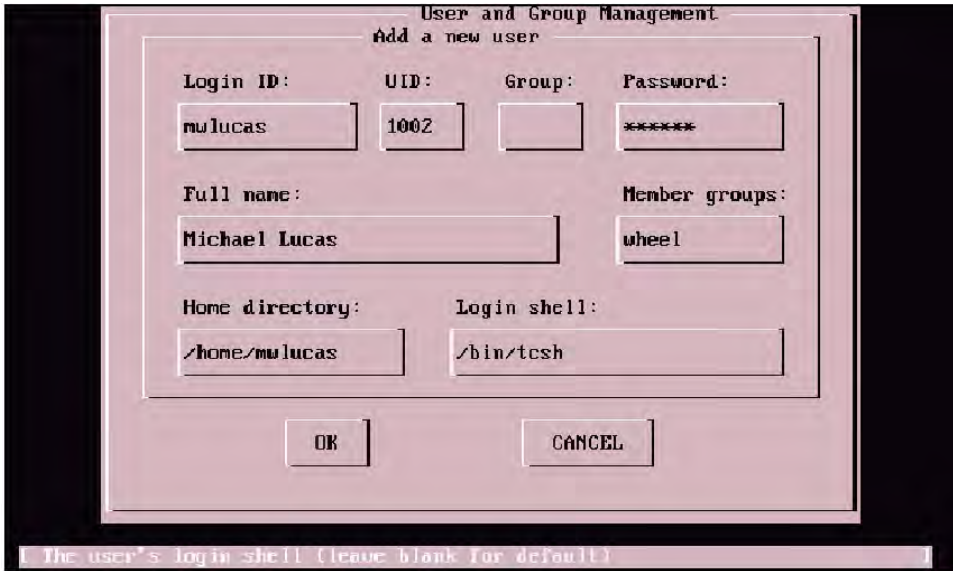 User and Group Management
Add a new user
Login ID: UID: Group: Password:
mwlucas 1002 ******
Full name: Member groups:
Michael Lucas wheel
Home directory: Login shell:
/home/mwlucas /bin/tcsh
OK CANCEL
[ The user's login shell (leave blank for default) ]